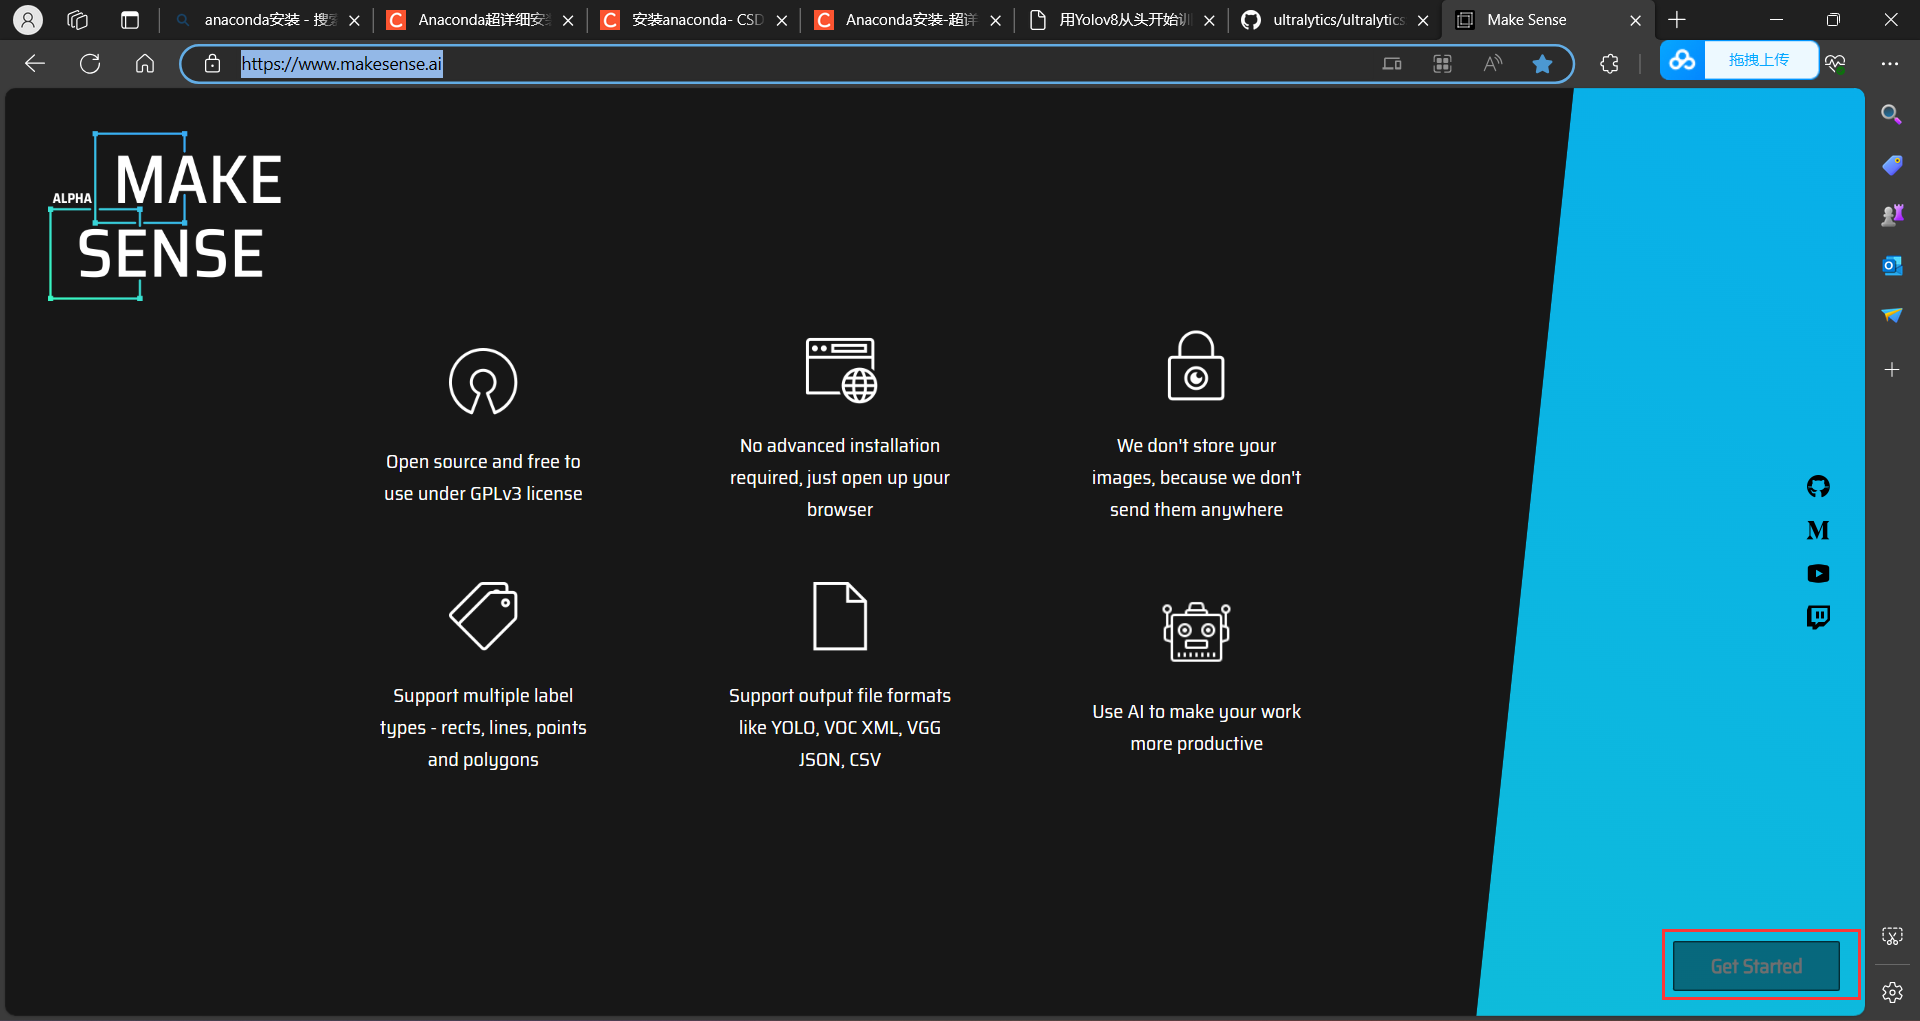 anaconda安装 - 搜索
Anaconda超详细安
安装anaconda- CSD
Anaconda安装-超详
用Yolov8从头开始训
ultralytics/ultralytics
Make Sense
https://www.makesense.ai
拖拽上传
ALPHA
MAKE
SENSE
Open source and free to
use under GPLv3 license
No advanced installation
required, just open up your
browser
We don't store your
images, because we don't
send them anywhere
Support multiple label
types - rects, lines, points
and polygons
Support output file formats
like YOLO, VOC XML, VGG
JSON, CSV
Use AI to make your work
more productive
Get Started